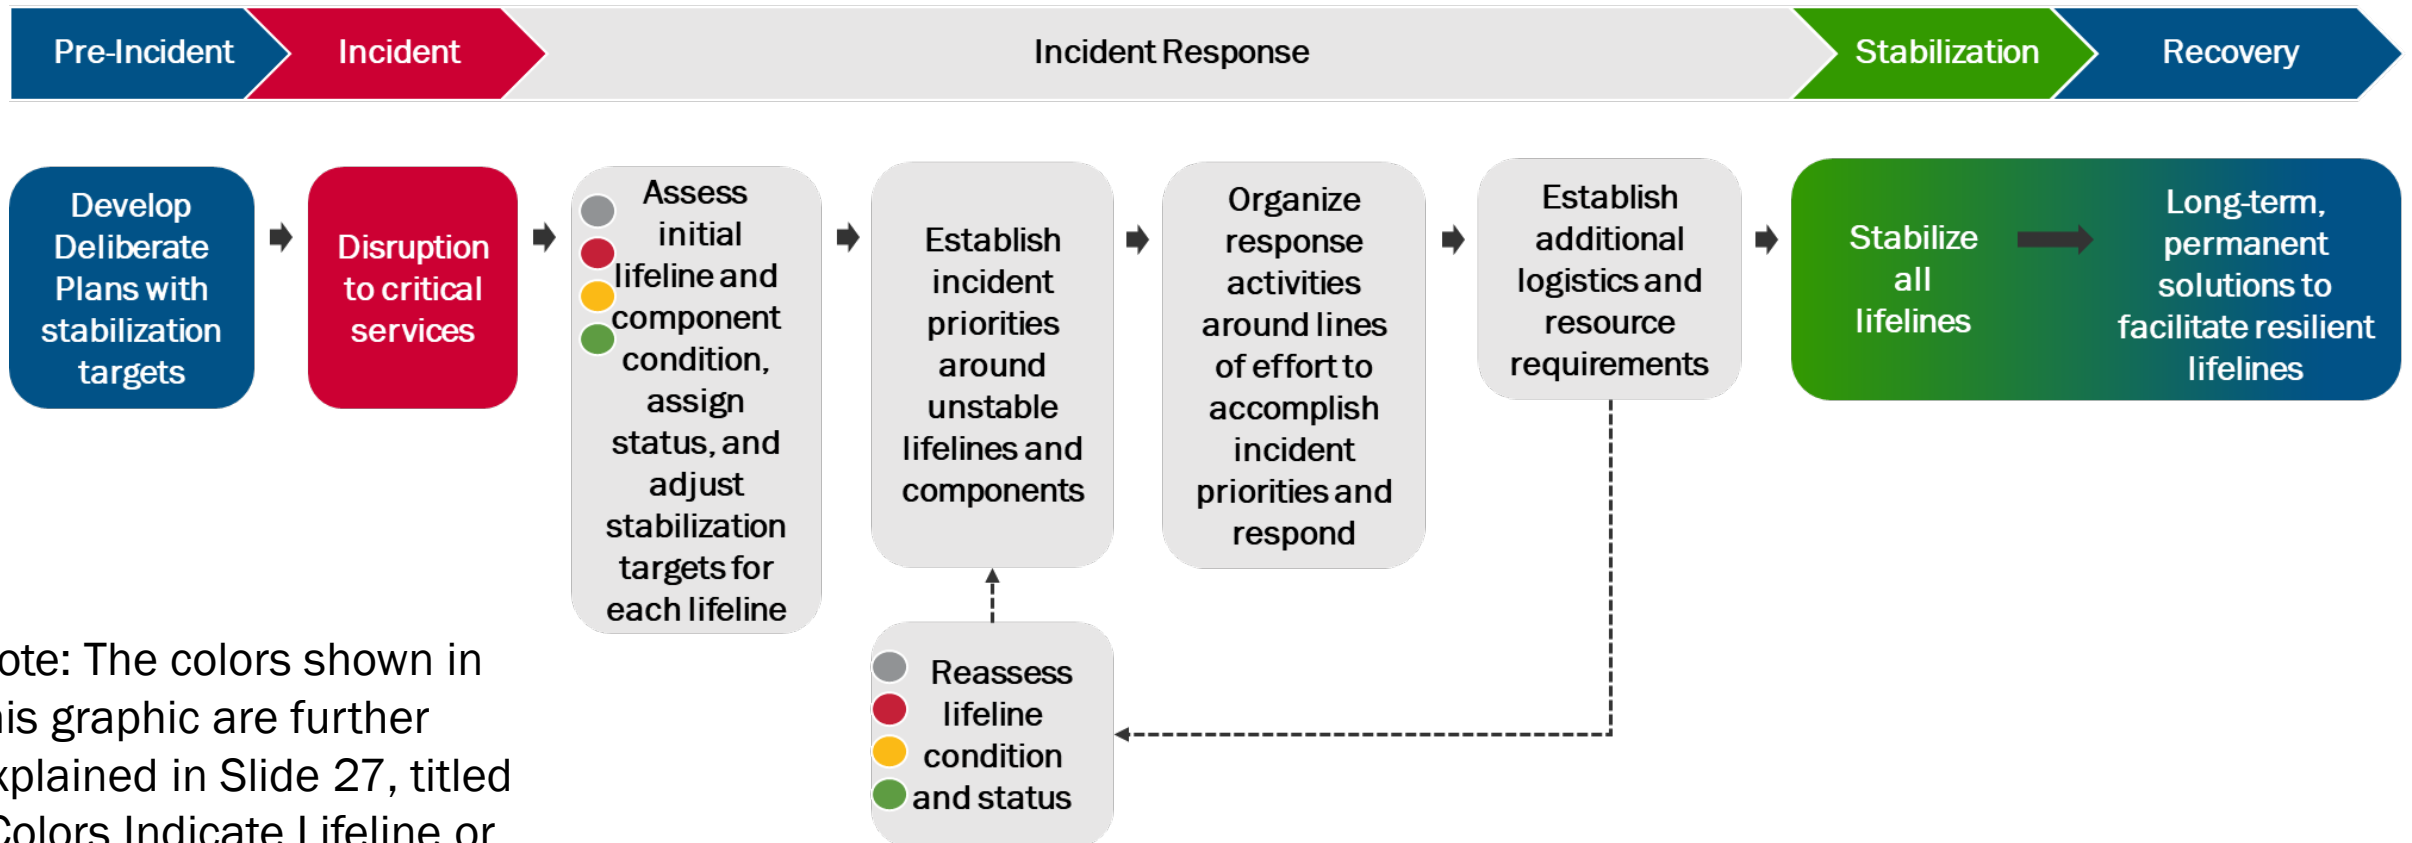 Pre-Incident
Incident
Incident Response
Stabilization
Recovery
Develop
Deliberate
Plans with
stabilization
targets
Disruption
to critical
services
Assess
initial
lifeline and
component
condition,
assign
status, and
adjust
stabilization
targets for
each lifeline
Establish
incident
priorities
around
unstable
lifelines and
components
Organize
response
activities
around lines
of effort to
accomplish
incident
priorities and
respond
Establish
additional
logistics and
resource
requirements
Stabilize
all
lifelines
Long-term,
permanent
solutions to
facilitate resilient
lifelines
Reassess
lifeline
condition
and status
ote: The colors shown in
is graphic are further
xplained in Slide 27, titled
Colors Indicate Lifeline or